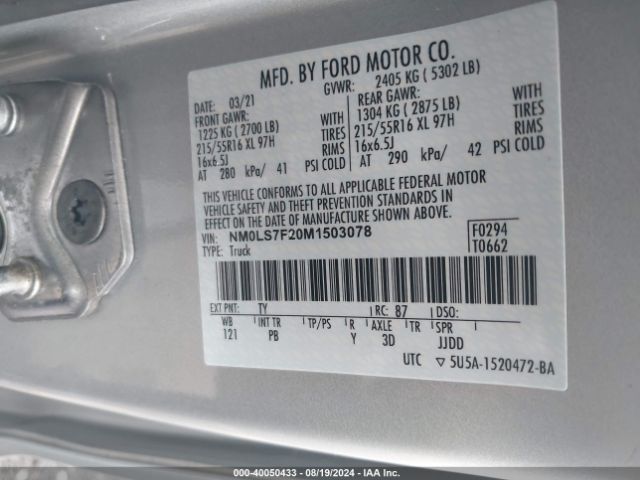 MFD. BY FORD MOTOR CO.
DATE: 03/21 GVWR: 2405 KG ( 5302 LB)
FRONT GAWR: REAR GAWR:
1225 KG ( 2700 LB) WITH 1304 KG ( 2875 LB) WITH
215/55R16 XL 97H TIRES 215/55R16 XL 97H TIRES
16x6.5J RIMS 16x6.5J RIMS
AT 280 kPa/ 41 PSI COLD AT 290 kPa/ 42 PSI COLD
THIS VEHICLE CONFORMS TO ALL APPLICABLE FEDERAL MOTOR
VEHICLE SAFETY AND THEFT PREVENTION STANDARDS IN EFFECT
ON THE DATE OF MANUFACTURE SHOWN ABOVE.
VIN: NM0LS7F20M1503078 F0294
TYPE: Truck T0662
EXT PNT: TY RC: 87 DSO:
WB INT TR TP/PS R AXLE TR SPR
121 PB Y 3D JJDD
UTC ▽ 5U5A-1520472-BA
000-40050433 - 08/19/2024 - IAA Inc.